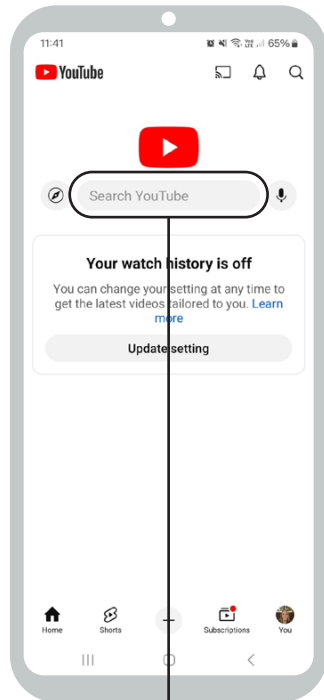 11:41 65%
YouTube
Search YouTube
Your watch history is off
You can change your setting at any time to
get the latest videos tailored to you. Learn
more
Update setting
Home Shorts Subscriptions You